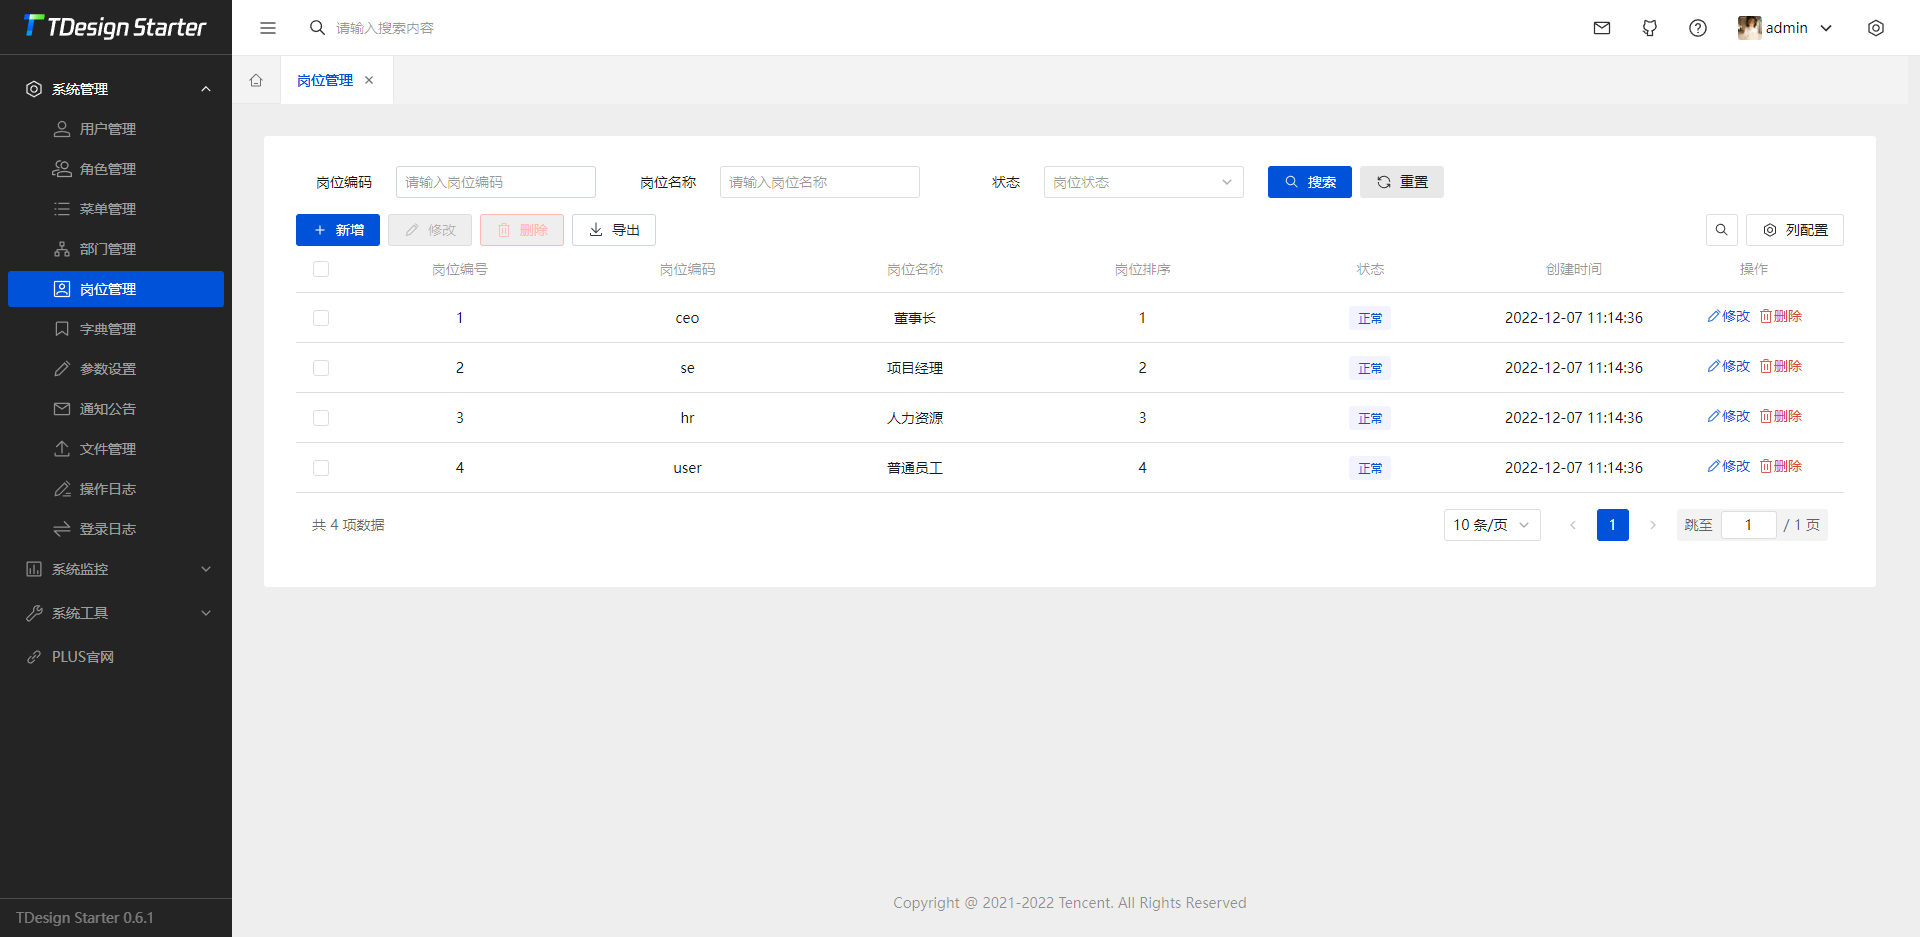 TDesign Starter
请输入搜索内容
admin
系统管理
用户管理
角色管理
菜单管理
部门管理
岗位管理
字典管理
参数设置
通知公告
文件管理
操作日志
登录日志
系统监控
系统工具
PLUS官网
TDesign Starter 0.6.1
岗位管理
岗位编码 请输入岗位编码 岗位名称 请输入岗位名称 状态 岗位状态 搜索 重置
新增 修改 删除 导出 列配置
岗位编号 岗位编码 岗位名称 岗位排序 状态 创建时间 操作
1 ceo 董事长 1 正常 2022-12-07 11:14:36 修改 删除
2 se 项目经理 2 正常 2022-12-07 11:14:36 修改 删除
3 hr 人力资源 3 正常 2022-12-07 11:14:36 修改 删除
4 user 普通员工 4 正常 2022-12-07 11:14:36 修改 删除
共 4 项数据 10 条/页 1 跳至 1 / 1 页
Copyright @ 2021-2022 Tencent. All Rights Reserved